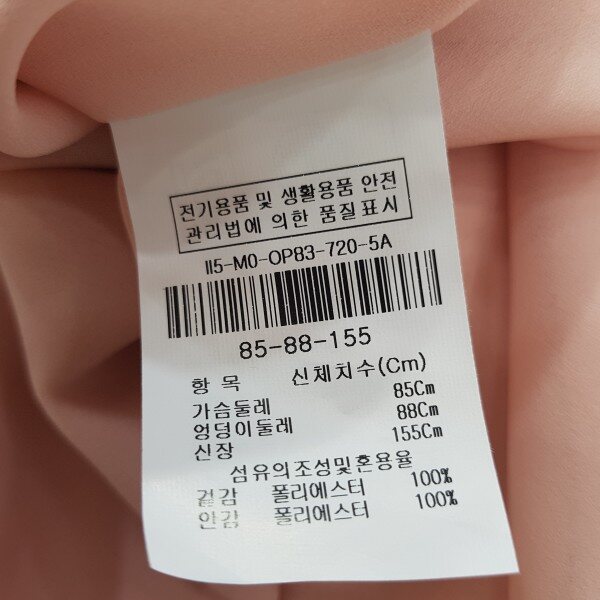 전기용품 및 생활용품 안전
관리법에 의한 품질표시
II5-M0-OP83-720-5A
85-88-155
항 목 신체치수(Cm)
가슴둘레 85Cm
엉덩이둘레 88Cm
신장 155Cm
섬유의조성및혼용율
겉감 폴리에스터 100%
안감 폴리에스터 100%